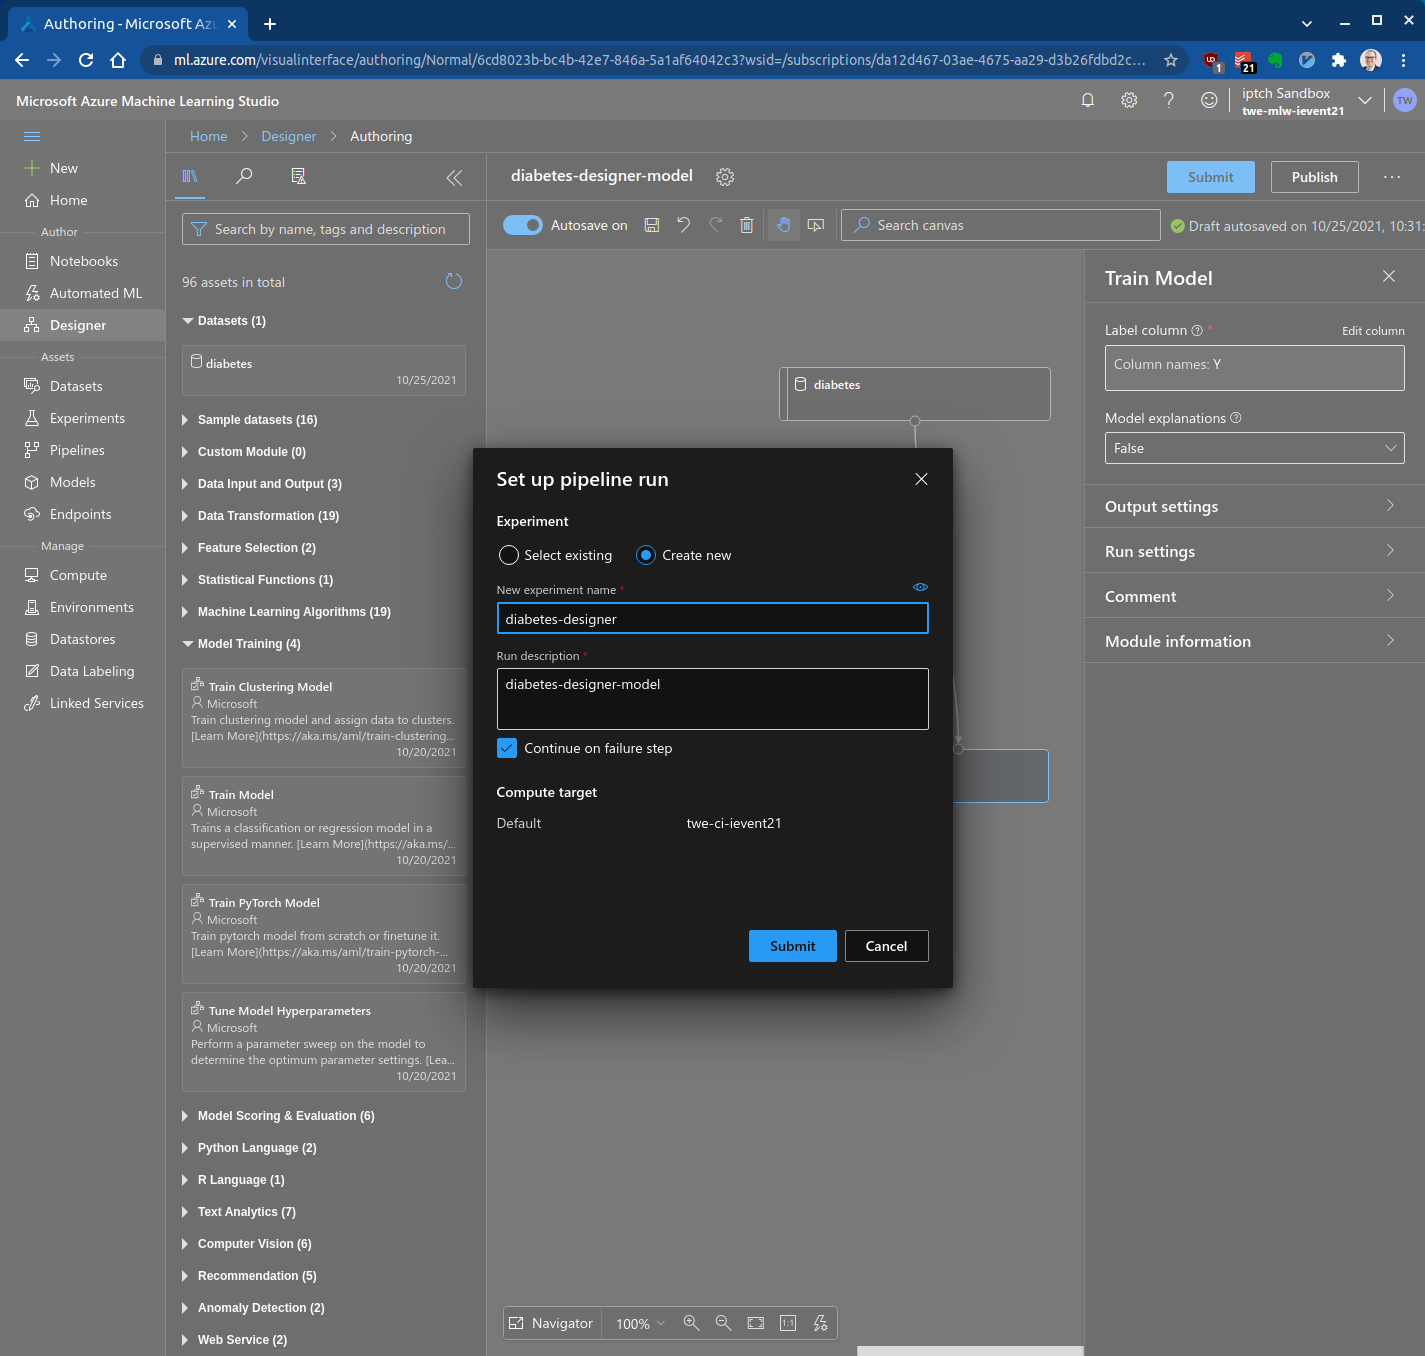 Authoring - Microsoft Azu
ml.azure.com/visualinterface/authoring/Normal/6cd8023b-bc4b-42e7-846a-5a1af64042c3?wsid=/subscriptions/da12d467-03ae-4675-aa29-d3b26fdbd2c...
1
21
Microsoft Azure Machine Learning Studio
iptch Sandbox
twe-mlw-ievent21
TW
Home
Designer
Authoring
New
Home
Author
Notebooks
Automated ML
Designer
Assets
Datasets
Experiments
Pipelines
Models
Endpoints
Manage
Compute
Environments
Datastores
Data Labeling
Linked Services
Search by name, tags and description
96 assets in total
Datasets (1)
diabetes
10/25/2021
Sample datasets (16)
Custom Module (0)
Data Input and Output (3)
Data Transformation (19)
Feature Selection (2)
Statistical Functions (1)
Machine Learning Algorithms (19)
Model Training (4)
Train Clustering Model
Microsoft
Train clustering model and assign data to clusters.
[Learn More](https://aka.ms/aml/train-clustering...
10/20/2021
Train Model
Microsoft
Trains a classification or regression model in a
supervised manner. [Learn More](https://aka.ms/...
10/20/2021
Train PyTorch Model
Microsoft
Train pytorch model from scratch or finetune it.
[Learn More](https://aka.ms/aml/train-pytorch-...
10/20/2021
Tune Model Hyperparameters
Microsoft
Perform a parameter sweep on the model to
determine the optimum parameter settings. [Lea...
10/20/2021
Model Scoring & Evaluation (6)
Python Language (2)
R Language (1)
Text Analytics (7)
Computer Vision (6)
Recommendation (5)
Anomaly Detection (2)
Web Service (2)
diabetes-designer-model
Submit
Publish
Autosave on
Search canvas
Draft autosaved on 10/25/2021, 10:31:
diabetes
Set up pipeline run
Experiment
Select existing
Create new
New experiment name *
diabetes-designer
Run description *
diabetes-designer-model
Continue on failure step
Compute target
Default
twe-ci-ievent21
Submit
Cancel
Navigator
100%
1:1
Train Model
Label column *
Edit column
Column names: Y
Model explanations
False
Output settings
Run settings
Comment
Module information